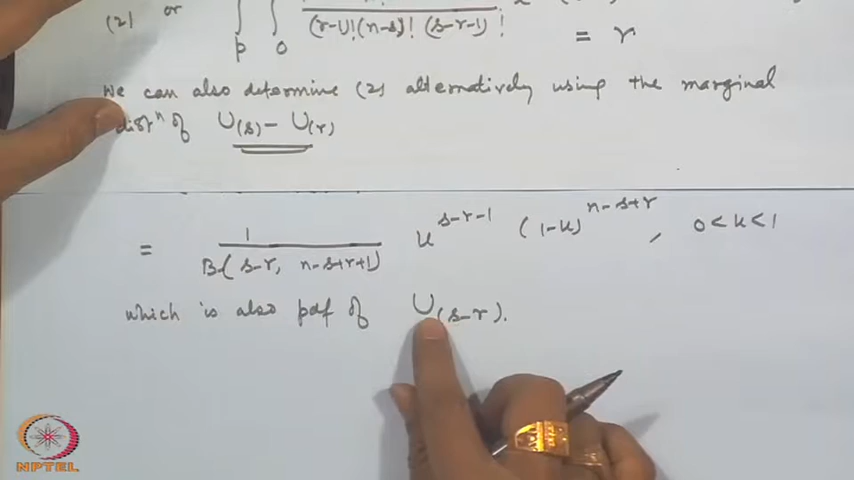 (2) or ∫p ∫0 (r-1)! (n-s)! (s-r-1)!
= r
We can also determine (2) alternatively using the marginal
distⁿ of U(s) - U(r)
= 1 / B(s-r, n-s+r+1) u^{s-r-1} (1-u)^{n-s+r}, 0<u<1
which is also pdf of U(s-r).
NPTEL